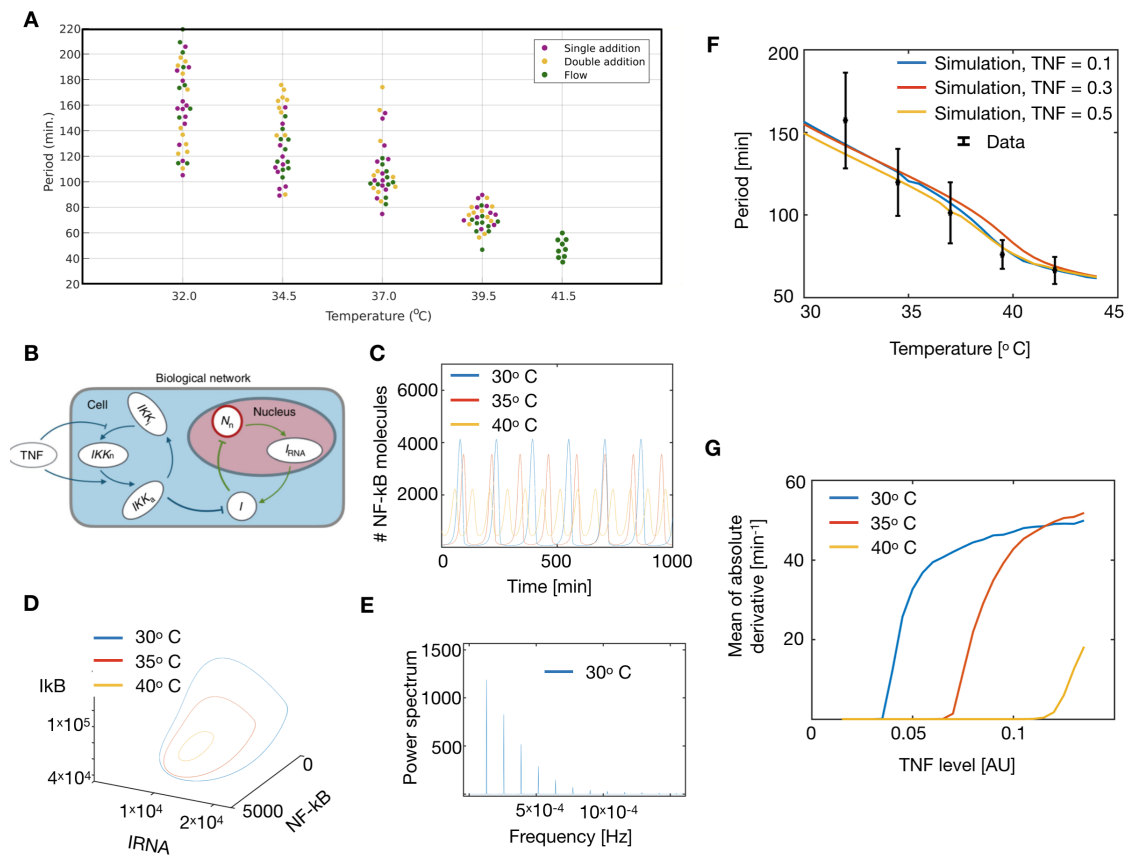 A
220
200
180
160
140
120
100
80
60
40
20
Period (min.)
Single addition
Double addition
Flow
32.0
34.5
37.0
39.5
41.5
Temperature (°C)
B
Biological network
Cell
Nucleus
TNF
IKKi
IKKn
IKKa
Nn
IRNA
I
C
30° C
35° C
40° C
6000
4000
2000
# NF-kB molecules
0
500
1000
Time [min]
D
30° C
35° C
40° C
IkB
1×10⁵
4×10⁴
1×10⁴
2×10⁴
IRNA
5000
0
NF-kB
E
1500
1000
500
Power spectrum
30° C
5×10⁻⁴
10×10⁻⁴
Frequency [Hz]
F
200
150
100
50
Period [min]
Simulation, TNF = 0.1
Simulation, TNF = 0.3
Simulation, TNF = 0.5
Data
30
35
40
45
Temperature [° C]
G
60
40
20
Mean of absolute
derivative [min⁻¹]
30° C
35° C
40° C
0
0.05
0.1
TNF level [AU]